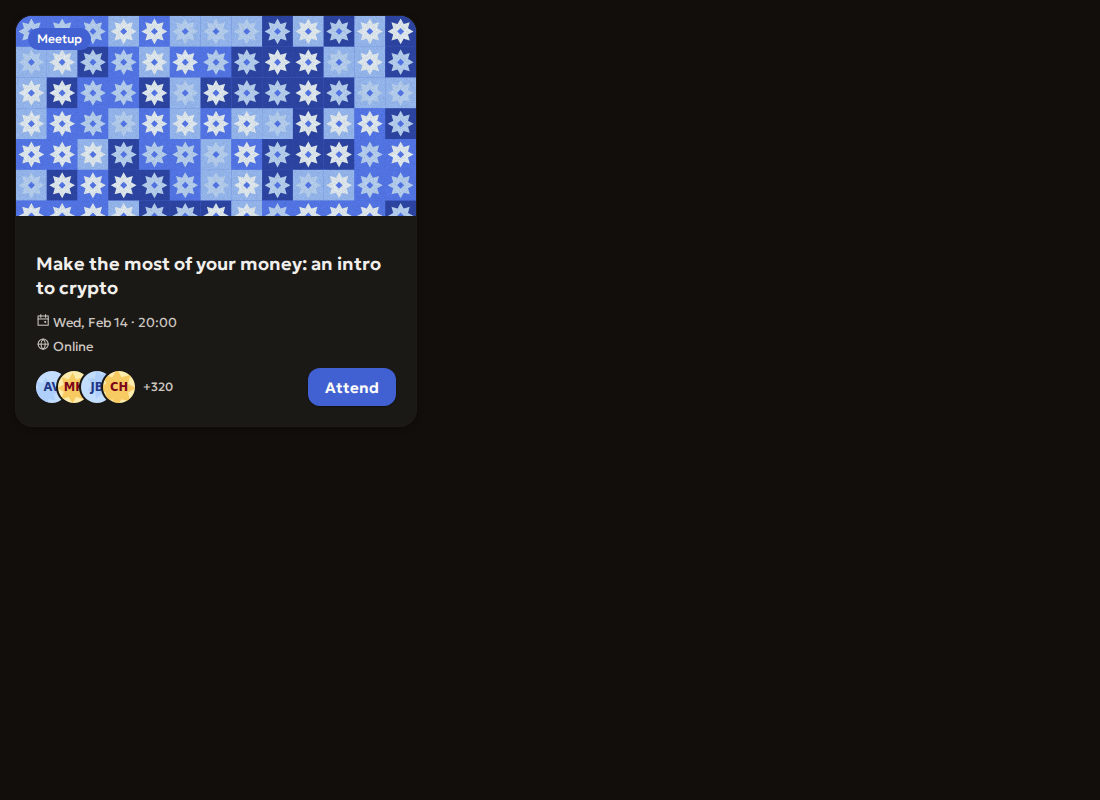 Meetup
Make the most of your money: an intro
to crypto
Wed, Feb 14 · 20:00
Online
CH +320
Attend